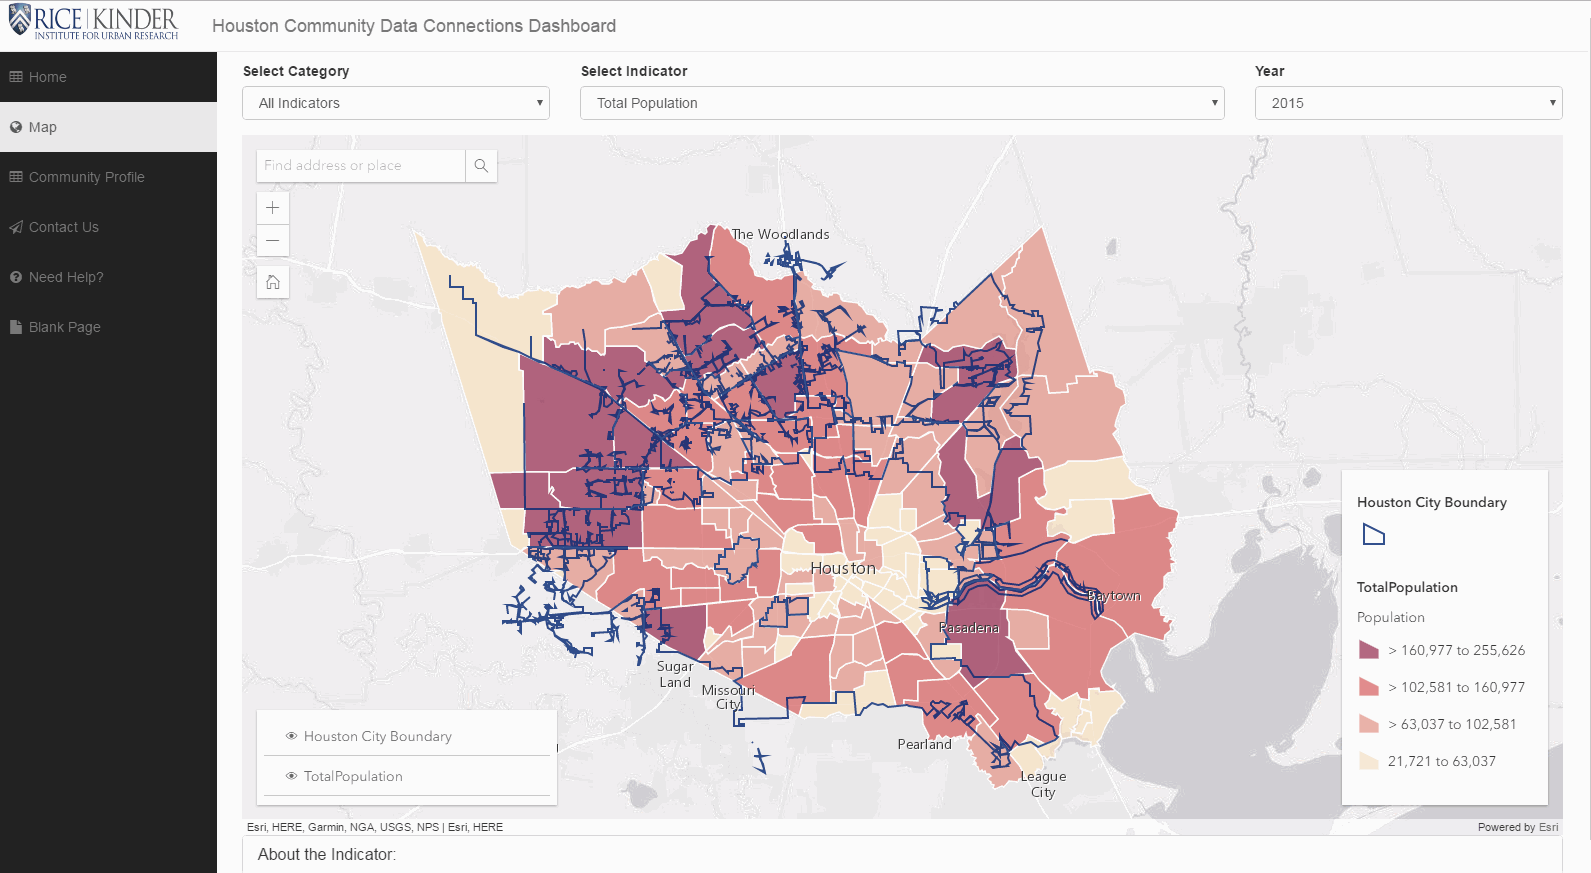 RICE | KINDER
INSTITUTE FOR URBAN RESEARCH
Houston Community Data Connections Dashboard
Home
Map
Community Profile
Contact Us
Need Help?
Blank Page
Select Category
All Indicators
Select Indicator
Total Population
Year
2015
Find address or place
The Woodlands
Houston
Baytown
Pasadena
Sugar
Land
Missouri
City
Pearland
League
City
Houston City Boundary
TotalPopulation
Population
> 160,977 to 255,626
> 102,581 to 160,977
> 63,037 to 102,581
21,721 to 63,037
Houston City Boundary
TotalPopulation
Esri, HERE, Garmin, NGA, USGS, NPS | Esri, HERE
Powered by Esri
About the Indicator: